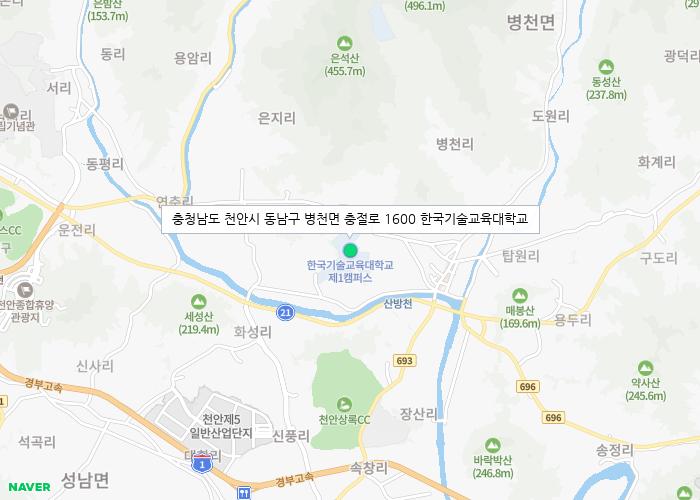 은암산
(153.7m)
(496.1m)
병천면
동리
용암리
은석산
(455.7m)
광덕리
동성산
(237.8m)
서리
은지리
도원리
병천리
동평리
화계리
연춘리
충청남도 천안시 동남구 병천면 충절로 1600 한국기술교육대학교
운전리
한국기술교육대학교
제1캠퍼스
탑원리
구도리
천안종합휴양
관광지
세성산
(219.4m)
21
산방천
매봉산
(169.6m)
용두리
화성리
신사리
693
경부고속
696
약사산
(245.6m)
천안제5
일반산업단지
천안상록CC
장산리
696
석곡리
신풍리
대화리
1
바락박산
(246.8m)
송정리
성남면
경부고속
속창리
NAVER